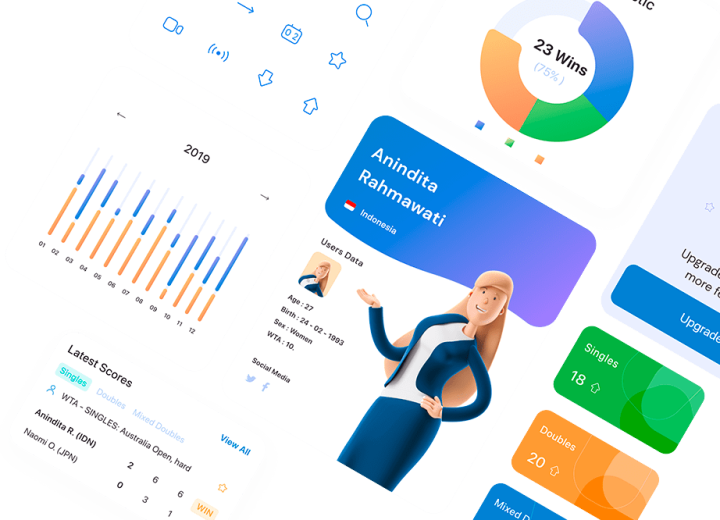 02
tic
23 Wins
(75%)
2019
01 02 03 04 05 06 07 08 09 10 11 12
Anindita
Rahmawati
Indonesia
Users Data
Age : 27
Birth : 24 - 02 - 1993
Sex : Women
WTA : 10.
Social Media
Upgrade
more fe
Upgrade
Singles
18
Doubles
20
Mixed D
Latest Scores
Singles Doubles Mixed Doubles
View All
WTA - SINGLES: Australia Open, hard
Anindita R. (IDN) 2 6 6
Naomi O. (JPN) 0 3 1
WIN